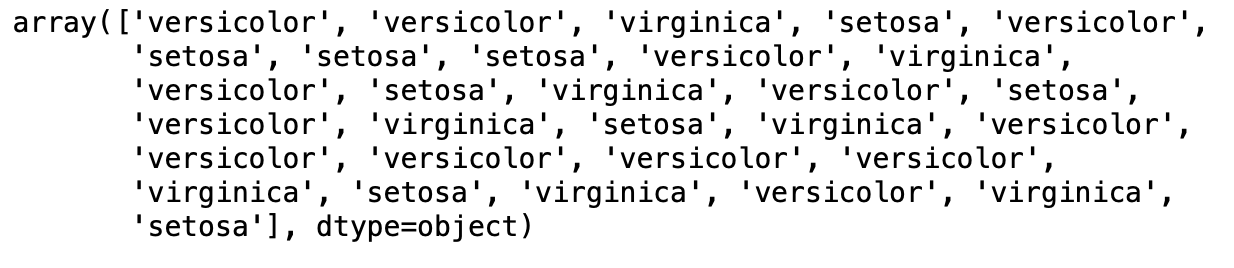 array(['versicolor', 'versicolor', 'virginica', 'setosa', 'versicolor',
'setosa', 'setosa', 'setosa', 'versicolor', 'virginica',
'versicolor', 'setosa', 'virginica', 'versicolor', 'setosa',
'versicolor', 'virginica', 'setosa', 'virginica', 'versicolor',
'versicolor', 'versicolor', 'versicolor', 'versicolor',
'virginica', 'setosa', 'virginica', 'versicolor', 'virginica',
'setosa'], dtype=object)